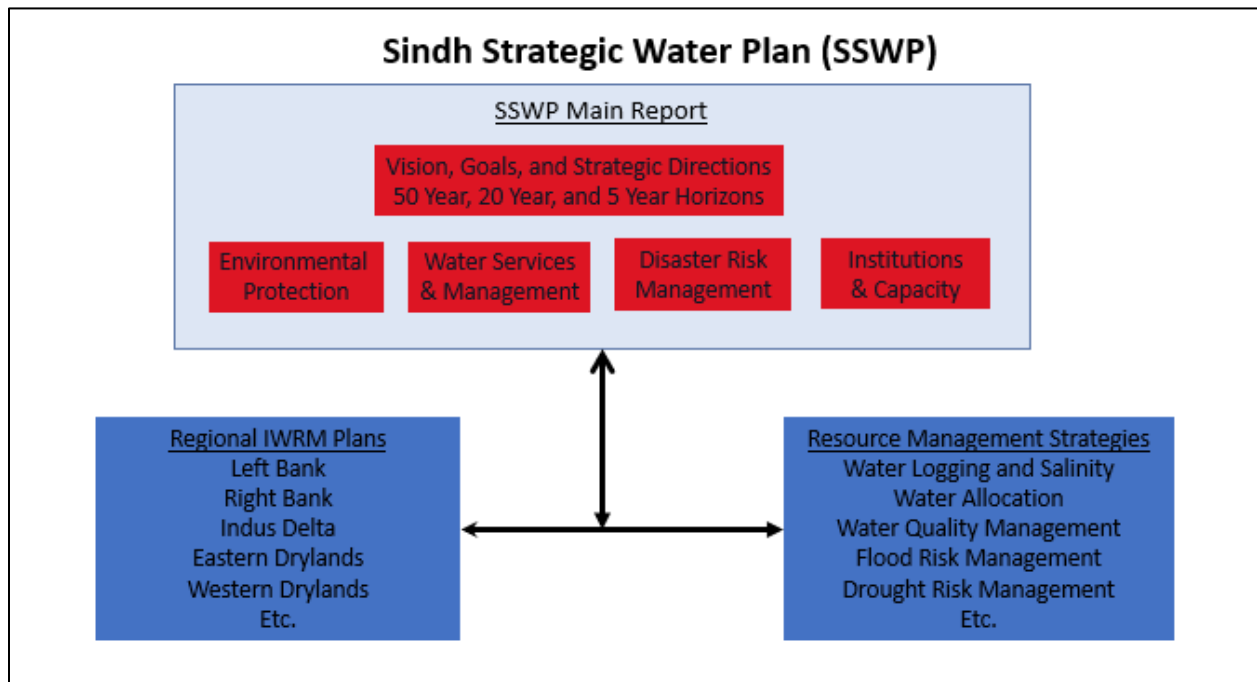 Sindh Strategic Water Plan (SSWP)
SSWP Main Report
Vision, Goals, and Strategic Directions
50 Year, 20 Year, and 5 Year Horizons
Environmental
Protection
Water Services
& Management
Disaster Risk
Management
Institutions
& Capacity
Regional IWRM Plans
Left Bank
Right Bank
Indus Delta
Eastern Drylands
Western Drylands
Etc.
Resource Management Strategies
Water Logging and Salinity
Water Allocation
Water Quality Management
Flood Risk Management
Drought Risk Management
Etc.